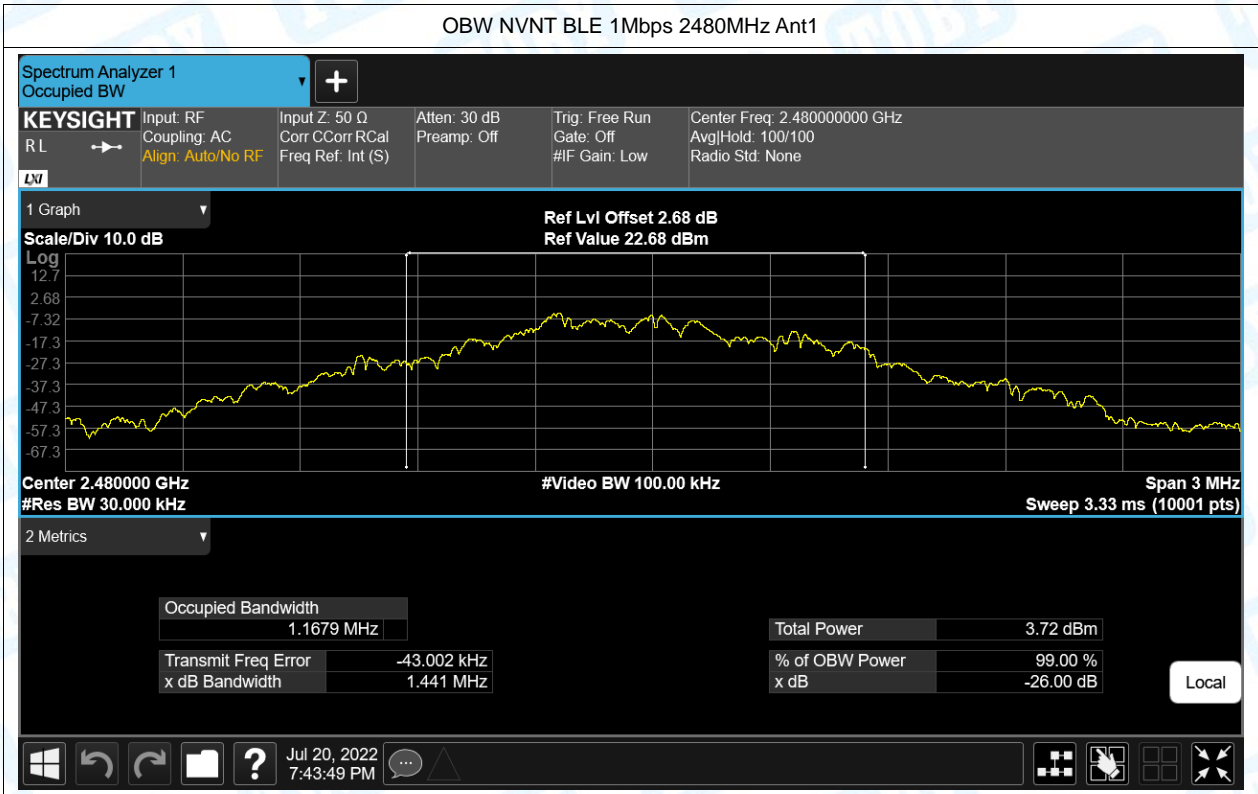 OBW NVNT BLE 1Mbps 2480MHz Ant1
Spectrum Analyzer 1
Occupied BW
KEYSIGHT
R L
LXI
Input: RF
Coupling: AC
Align: Auto/No RF
Input Z: 50 Ω
Corr CCorr RCal
Freq Ref: Int (S)
Atten: 30 dB
Preamp: Off
Trig: Free Run
Gate: Off
#IF Gain: Low
Center Freq: 2.480000000 GHz
Avg|Hold: 100/100
Radio Std: None
1 Graph
Scale/Div 10.0 dB
Ref Lvl Offset 2.68 dB
Ref Value 22.68 dBm
Log
12.7
2.68
-7.32
-17.3
-27.3
-37.3
-47.3
-57.3
-67.3
Center 2.480000 GHz
#Res BW 30.000 kHz
#Video BW 100.00 kHz
Span 3 MHz
Sweep 3.33 ms (10001 pts)
2 Metrics
Occupied Bandwidth
1.1679 MHz
Transmit Freq Error -43.002 kHz
x dB Bandwidth 1.441 MHz
Total Power 3.72 dBm
% of OBW Power 99.00 %
x dB -26.00 dB
Local
?
Jul 20, 2022
7:43:49 PM